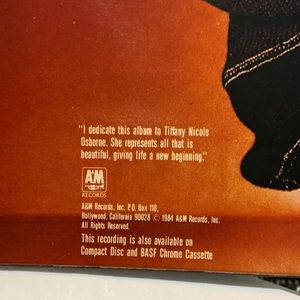 "I dedicate this album to Tiffany Nicole
Osborne. She represents all that is
beautiful, giving life a new beginning."
A&M
RECORDS
A&M Records, Inc. P.O. Box 118,
Hollywood, California 90028 © 1984 A&M Records, Inc.
All Rights Reserved.
This recording is also available on
Compact Disc and BASF Chrome Cassette